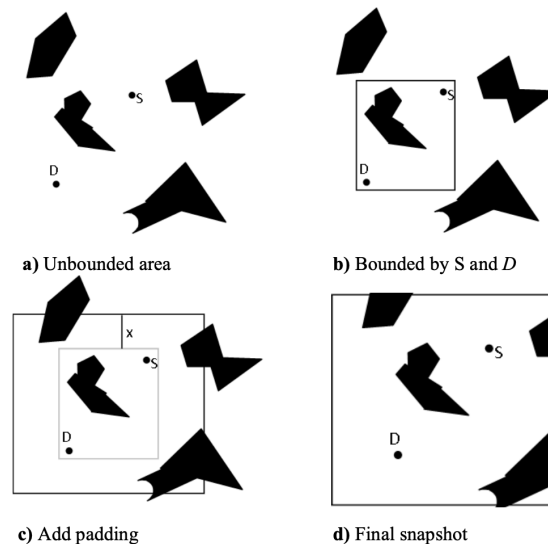 S
D
a) Unbounded area
S
D
b) Bounded by S and D
x
S
D
c) Add padding
S
D
d) Final snapshot